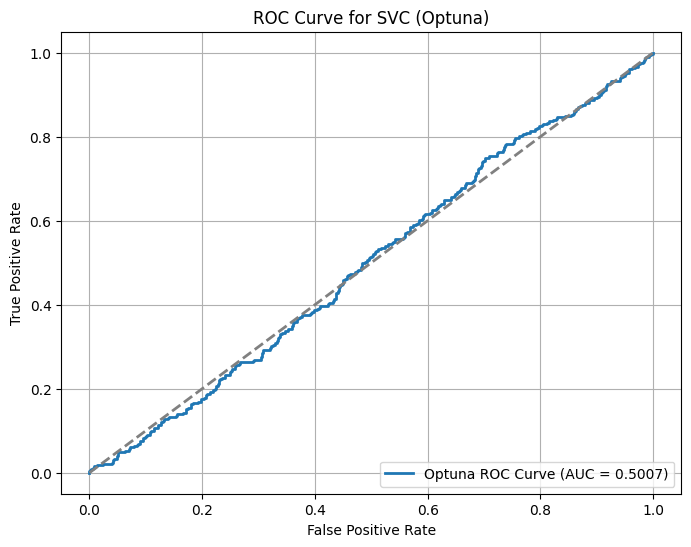 ROC Curve for SVC (Optuna)
1.0
0.8
0.6
0.4
0.2
0.0
True Positive Rate
Optuna ROC Curve (AUC = 0.5007)
0.0 0.2 0.4 0.6 0.8 1.0
False Positive Rate